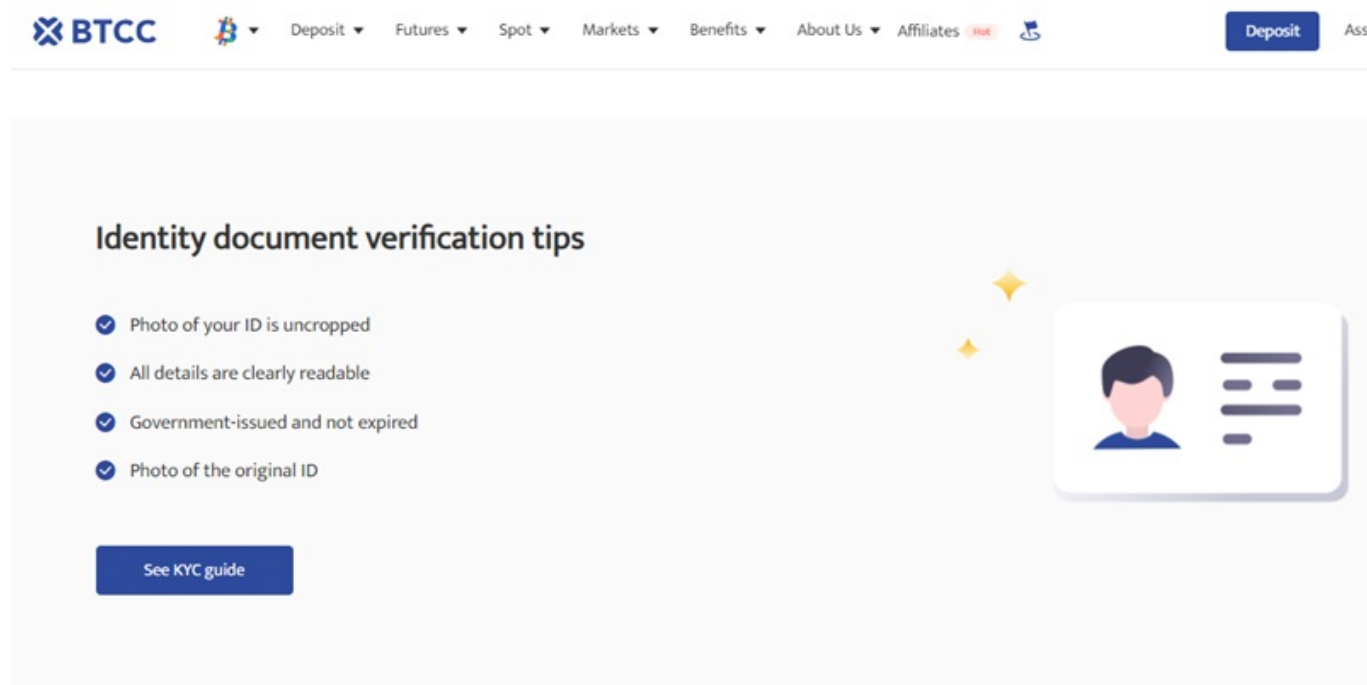 BTCC Deposit Futures Spot Markets Benefits About Us Affiliates Hot Deposit Ass
Identity document verification tips
Photo of your ID is uncropped
All details are clearly readable
Government-issued and not expired
Photo of the original ID
See KYC guide